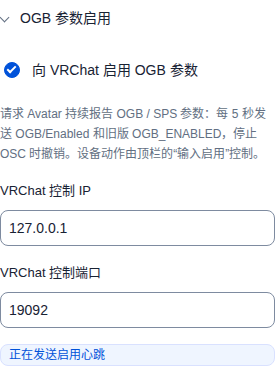 OGB 参数启用
向 VRChat 启用 OGB 参数
请求 Avatar 持续报告 OGB / SPS 参数：每 5 秒发
送 OGB/Enabled 和旧版 OGB_ENABLED，停止
OSC 时撤销。设备动作由顶栏的“输入启用”控制。
VRChat 控制 IP
127.0.0.1
VRChat 控制端口
19092
正在发送启用心跳